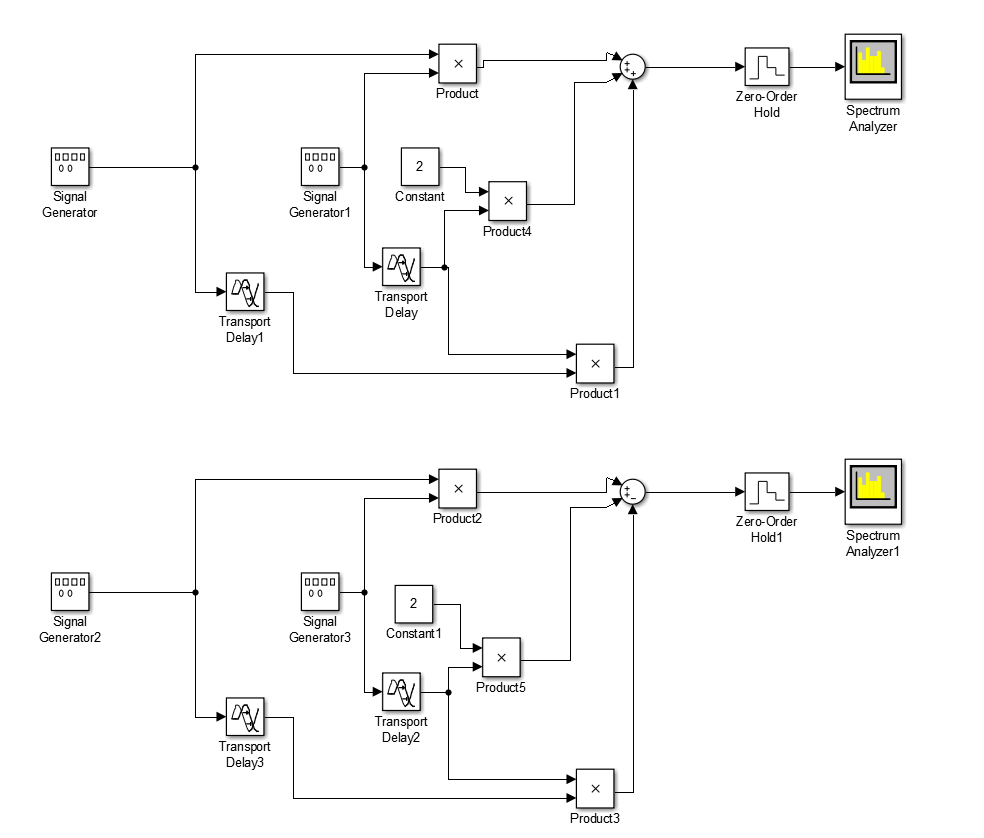 ×
Product
Zero-Order
Hold
Spectrum
Analyzer
Signal
Generator
Signal
Generator1
2
Constant
×
Product4
Transport
Delay
Transport
Delay1
×
Product1
×
Product2
Zero-Order
Hold1
Spectrum
Analyzer1
Signal
Generator2
Signal
Generator3
2
Constant1
×
Product5
Transport
Delay2
Transport
Delay3
×
Product3